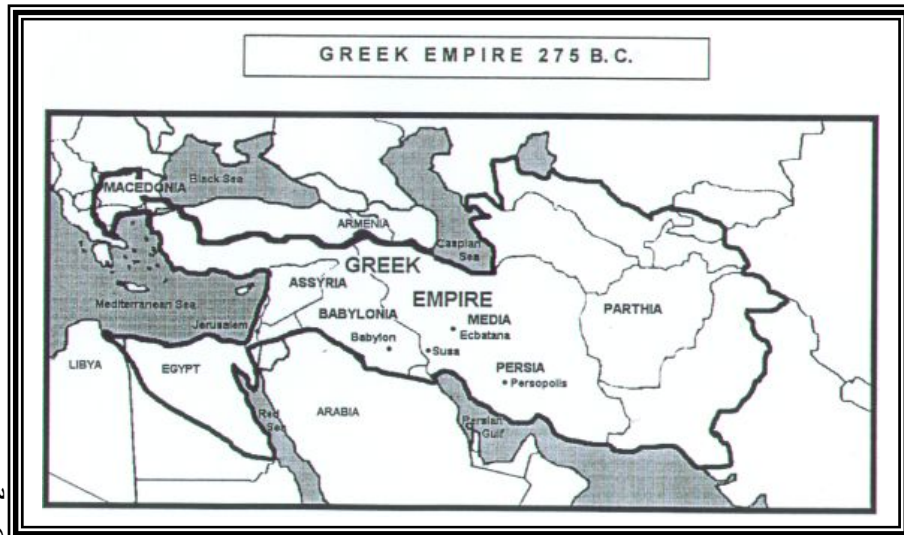 GREEK EMPIRE 275 B.C.
MACEDONIA
Black Sea
ARMENIA
Caspian
Sea
GREEK
EMPIRE
ASSYRIA
Mediterranean Sea
Jerusalem
BABYLONIA
Babylon
MEDIA
Ecbatana
Susa
PARTHIA
PERSIA
Persopolis
LIBYA
EGYPT
Red
Sea
ARABIA
Persian
Gulf